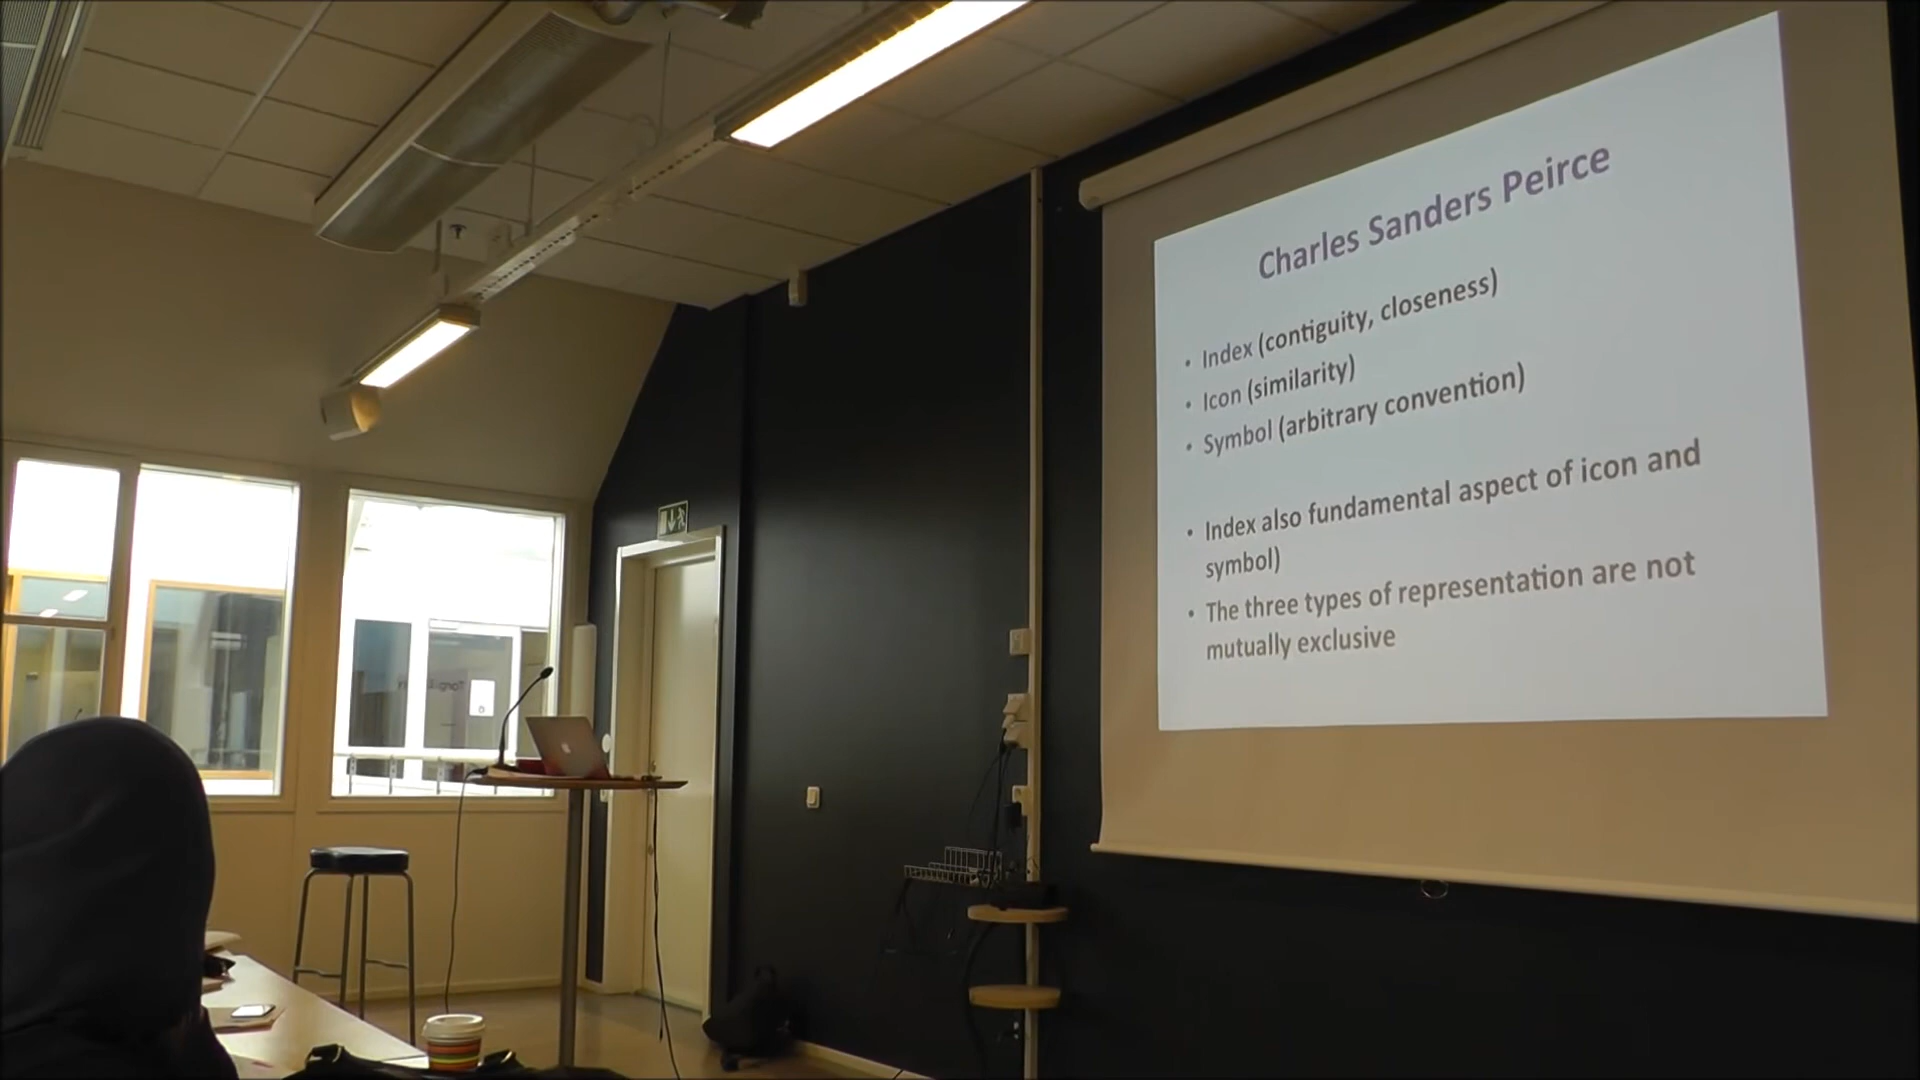 Charles Sanders Peirce
• Index (contiguity, closeness)
• Icon (similarity)
• Symbol (arbitrary convention)
• Index also fundamental aspect of icon and
symbol)
• The three types of representation are not
mutually exclusive